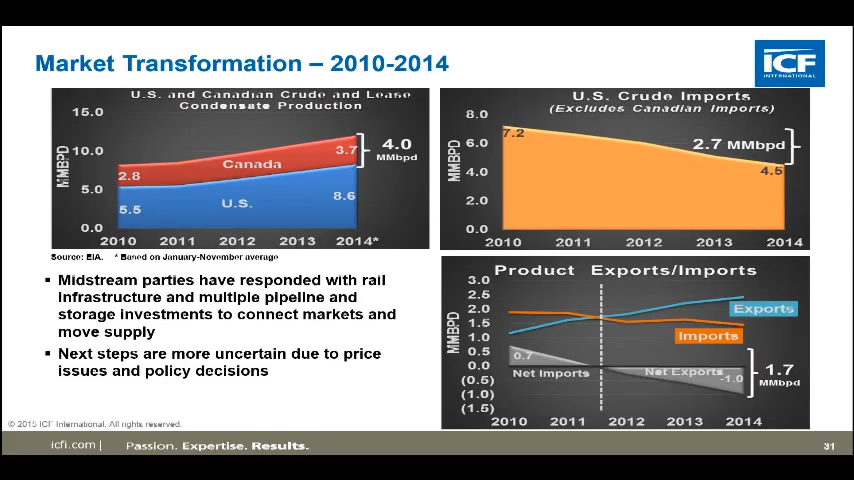 Market Transformation – 2010-2014
ICF
INTERNATIONAL
U.S. and Canadian Crude and Lease
Condensate Production
MMBPD
15.0
10.0
5.0
0.0
Canada
U.S.
2.8
5.5
3.7
8.6
4.0
MMbpd
2010 2011 2012 2013 2014*
Source: EIA. * Based on January-November average
U.S. Crude Imports
(Excludes Canadian Imports)
MMBPD
8.0
6.0
4.0
2.0
0.0
7.2
2.7 MMbpd
4.5
2010 2011 2012 2013 2014
▪ Midstream parties have responded with rail
infrastructure and multiple pipeline and
storage investments to connect markets and
move supply
▪ Next steps are more uncertain due to price
issues and policy decisions
Product Exports/Imports
MMBPD
3.0
2.5
2.0
1.5
1.0
0.5
0.0
(0.5)
(1.0)
(1.5)
Exports
Imports
0.7
Net Imports
Net Exports
-1.0
1.7
MMbpd
2010 2011 2012 2013 2014
© 2015 ICF International. All rights reserved.
icfi.com | Passion. Expertise. Results.
31